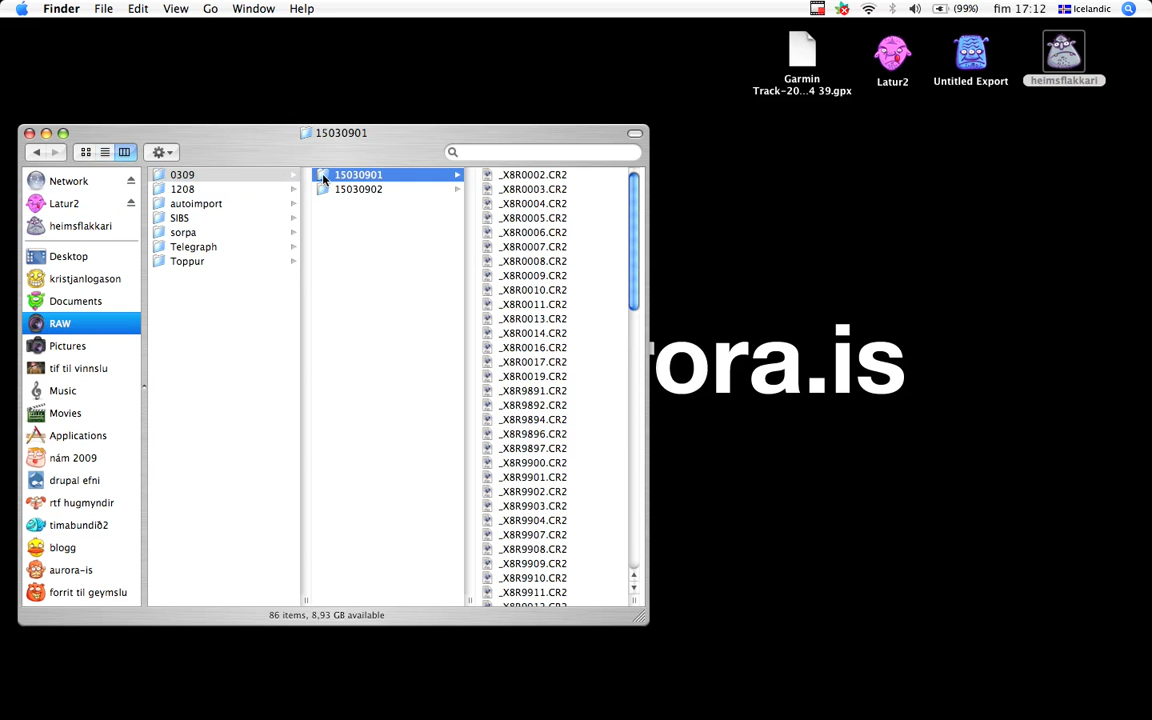 Finder File Edit View Go Window Help
(99%) fim 17:12 Icelandic
Garmin
Track-20...4 39.gpx
Latur2
Untitled Export
heimsflakkari
15030901
Network
Latur2
heimsflakkari
Desktop
kristjanlogason
Documents
RAW
Pictures
tif til vinnslu
Music
Movies
Applications
nám 2009
drupal efni
rtf hugmyndir
timabundið2
blogg
aurora-is
forrit til geymslu
0309
1208
autoimport
SIBS
sorpa
Telegraph
Toppur
15030901
15030902
_X8R0002.CR2
_X8R0003.CR2
_X8R0004.CR2
_X8R0005.CR2
_X8R0006.CR2
_X8R0007.CR2
_X8R0008.CR2
_X8R0009.CR2
_X8R0010.CR2
_X8R0011.CR2
_X8R0013.CR2
_X8R0014.CR2
_X8R0016.CR2
_X8R0017.CR2
_X8R0019.CR2
_X8R9891.CR2
_X8R9892.CR2
_X8R9894.CR2
_X8R9896.CR2
_X8R9897.CR2
_X8R9900.CR2
_X8R9901.CR2
_X8R9902.CR2
_X8R9903.CR2
_X8R9904.CR2
_X8R9907.CR2
_X8R9908.CR2
_X8R9909.CR2
_X8R9910.CR2
_X8R9911.CR2
86 items, 8,93 GB available
rora.is